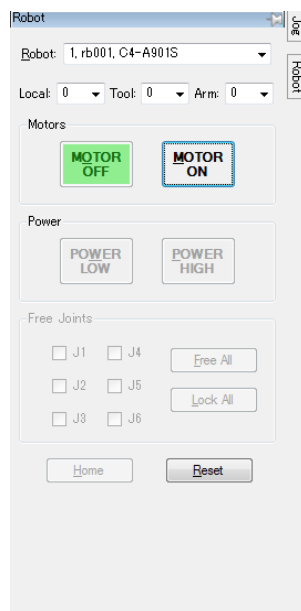 Robot
Jog
Robot
Robot: 1, rb001, C4-A901S
Local: 0 Tool: 0 Arm: 0
Motors
MOTOR OFF
MOTOR ON
Power
POWER LOW
POWER HIGH
Free Joints
J1 J4 Free All
J2 J5 Lock All
J3 J6
Home Reset